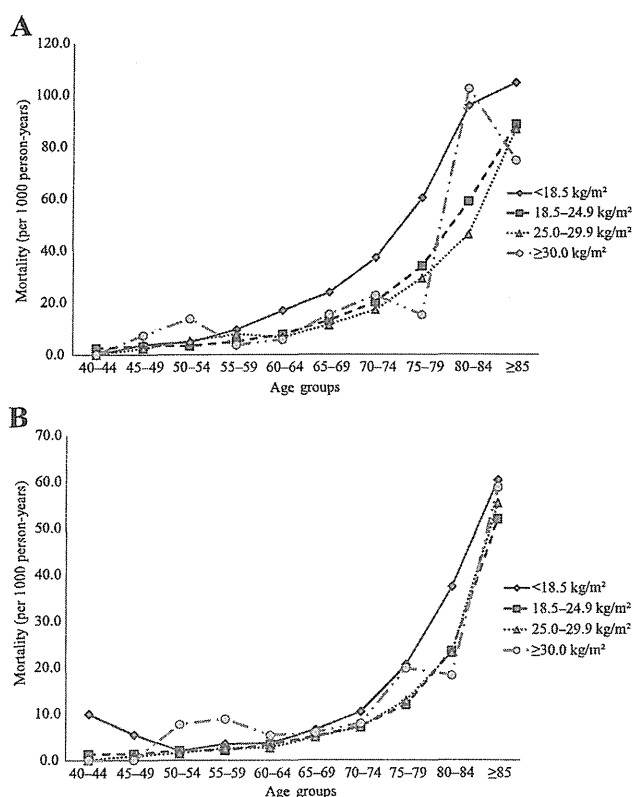 A
120.0
100.0
80.0
60.0
40.0
20.0
0.0
Mortality (per 1000 person-years)
40–44 45–49 50–54 55–59 60–64 65–69 70–74 75–79 80–84 ≥85
Age groups
<18.5 kg/m²
18.5–24.9 kg/m²
25.0–29.9 kg/m²
≥30.0 kg/m²
B
70.0
60.0
50.0
40.0
30.0
20.0
10.0
0.0
Mortality (per 1000 person-years)
40–44 45–49 50–54 55–59 60–64 65–69 70–74 75–79 80–84 ≥85
Age groups
<18.5 kg/m²
18.5–24.9 kg/m²
25.0–29.9 kg/m²
≥30.0 kg/m²